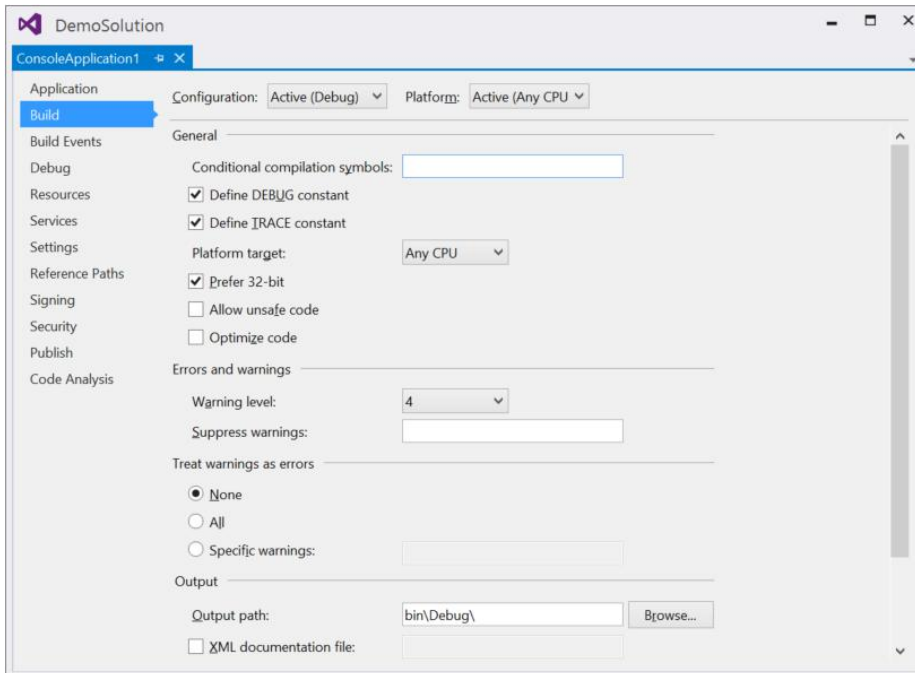 DemoSolution
ConsoleApplication1
Application
Build
Build Events
Debug
Resources
Services
Settings
Reference Paths
Signing
Security
Publish
Code Analysis
Configuration: Active (Debug) Platform: Active (Any CPU
General
Conditional compilation symbols:
Define DEBUG constant
Define TRACE constant
Platform target: Any CPU
Prefer 32-bit
Allow unsafe code
Optimize code
Errors and warnings
Warning level: 4
Suppress warnings:
Treat warnings as errors
None
All
Specific warnings:
Output
Output path: bin\Debug\ Browse...
XML documentation file: